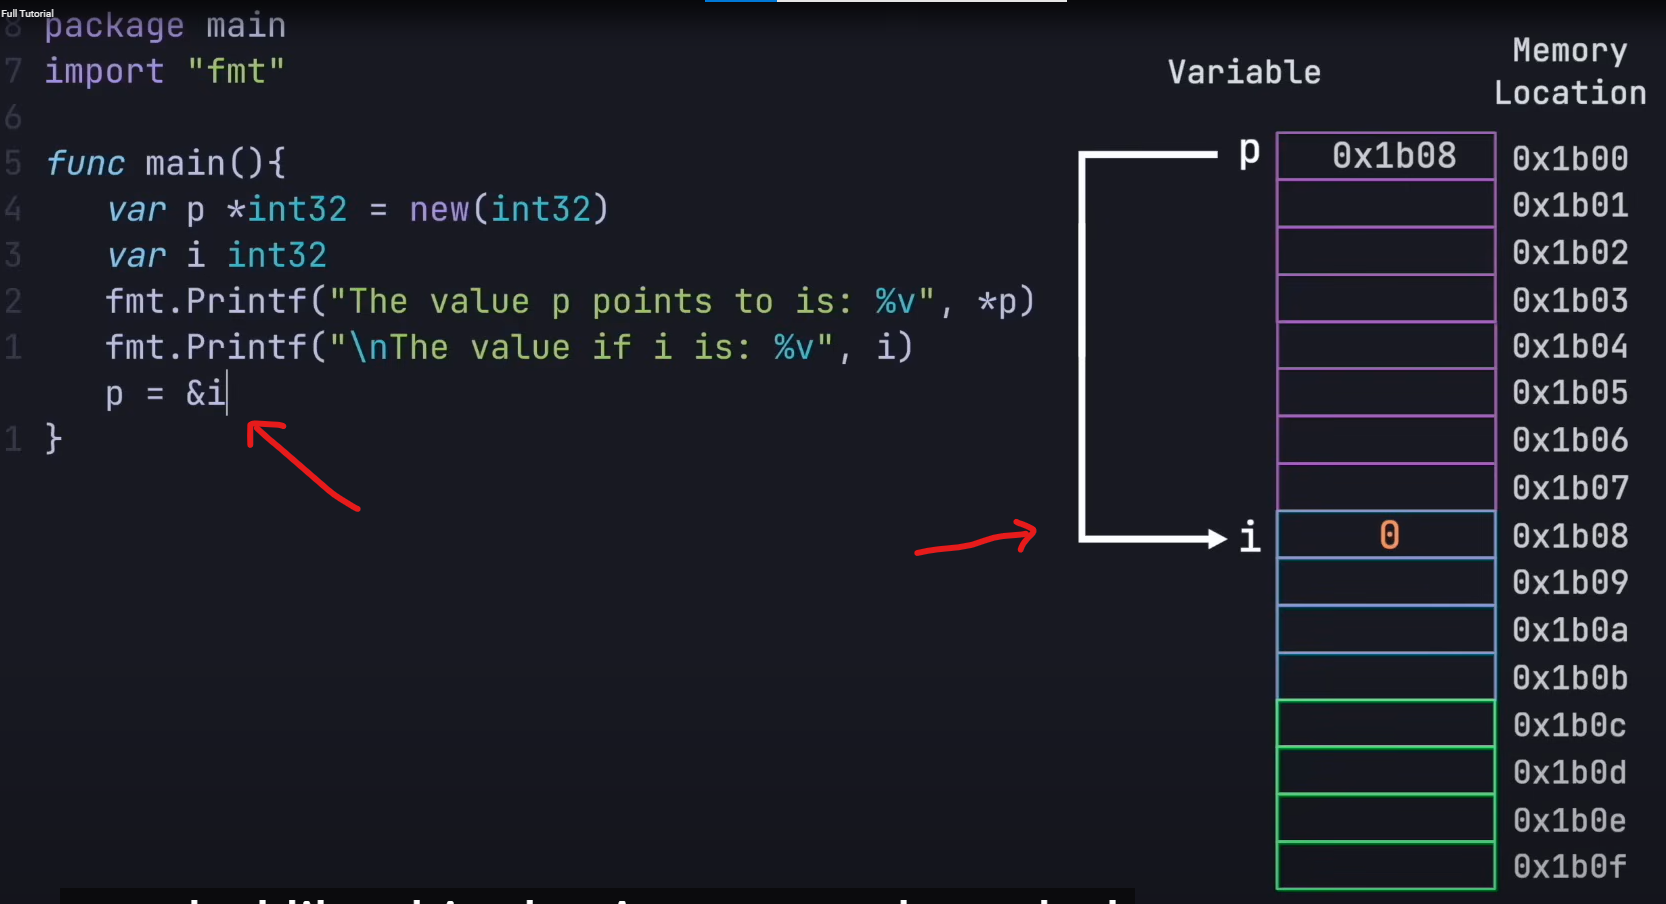 Full Tutorial
8 package main
7 import "fmt"
6
5 func main(){
4 var p *int32 = new(int32)
3 var i int32
2 fmt.Printf("The value p points to is: %v", *p)
1 fmt.Printf("\nThe value if i is: %v", i)
p = &i
1 }
Variable
Memory
Location
p 0x1b08 0x1b00
0x1b01
0x1b02
0x1b03
0x1b04
0x1b05
0x1b06
0x1b07
i 0 0x1b08
0x1b09
0x1b0a
0x1b0b
0x1b0c
0x1b0d
0x1b0e
0x1b0f